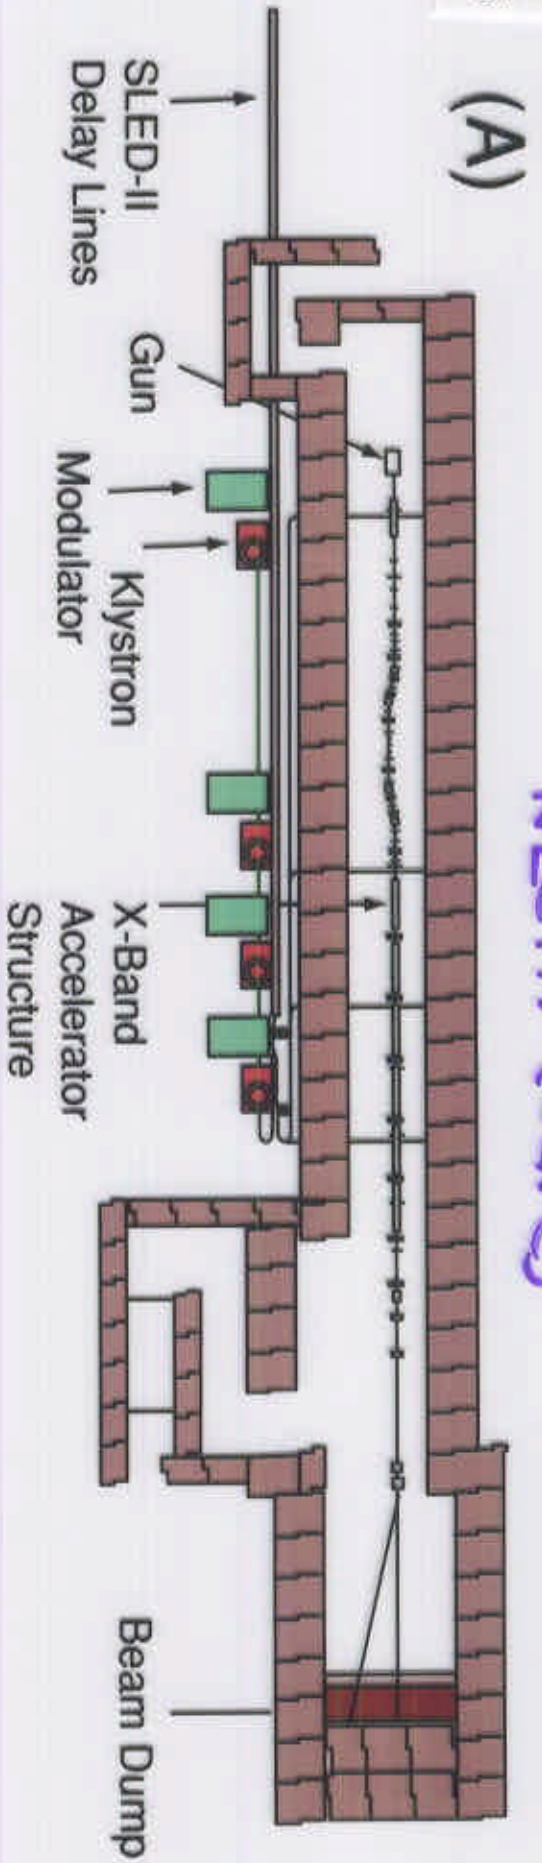 (A)
SLED-II
Delay Lines
Gun
Modulator
Klystron
X-Band
Accelerator
Structure
Beam Dump